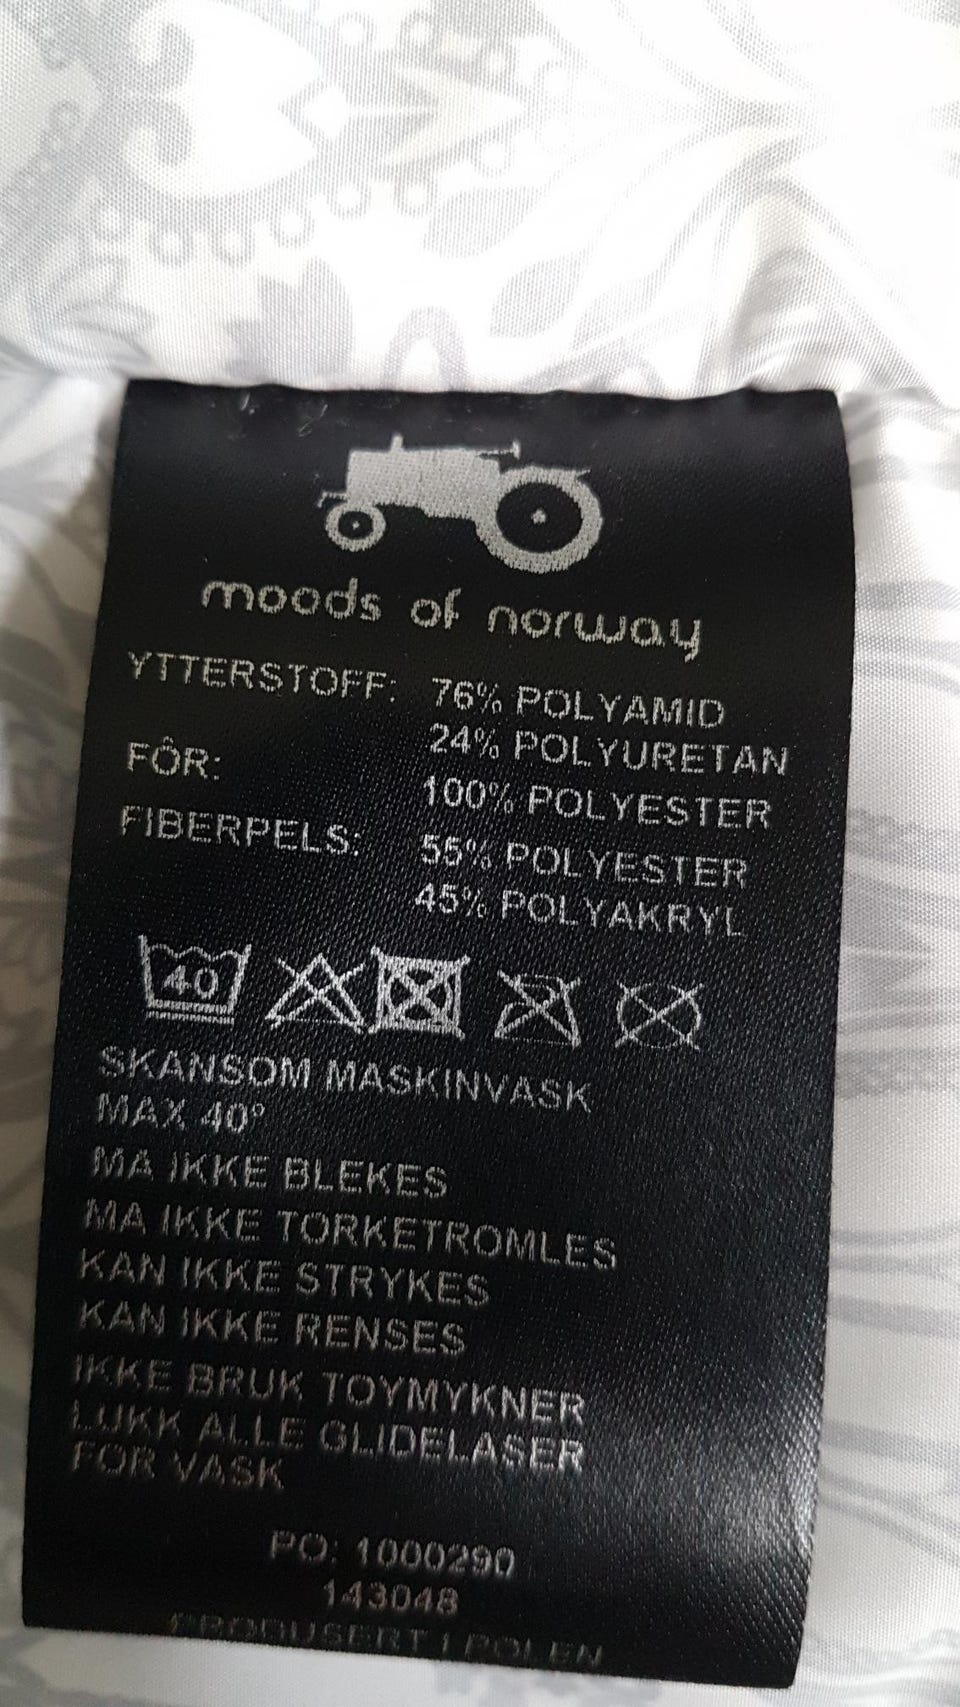 moods of norway
YTTERSTOFF: 76% POLYAMID
24% POLYURETAN
FÔR: 100% POLYESTER
FIBERPELS: 55% POLYESTER
45% POLYAKRYL
40
SKANSOM MASKINVASK
MAX 40°
MA IKKE BLEKES
MA IKKE TORKETROMLES
KAN IKKE STRYKES
KAN IKKE RENSES
IKKE BRUK TOYMYKNER
LUKK ALLE GLIDELASER
FOR VASK
PO: 1000290
143048
PRODUSERT I POLEN